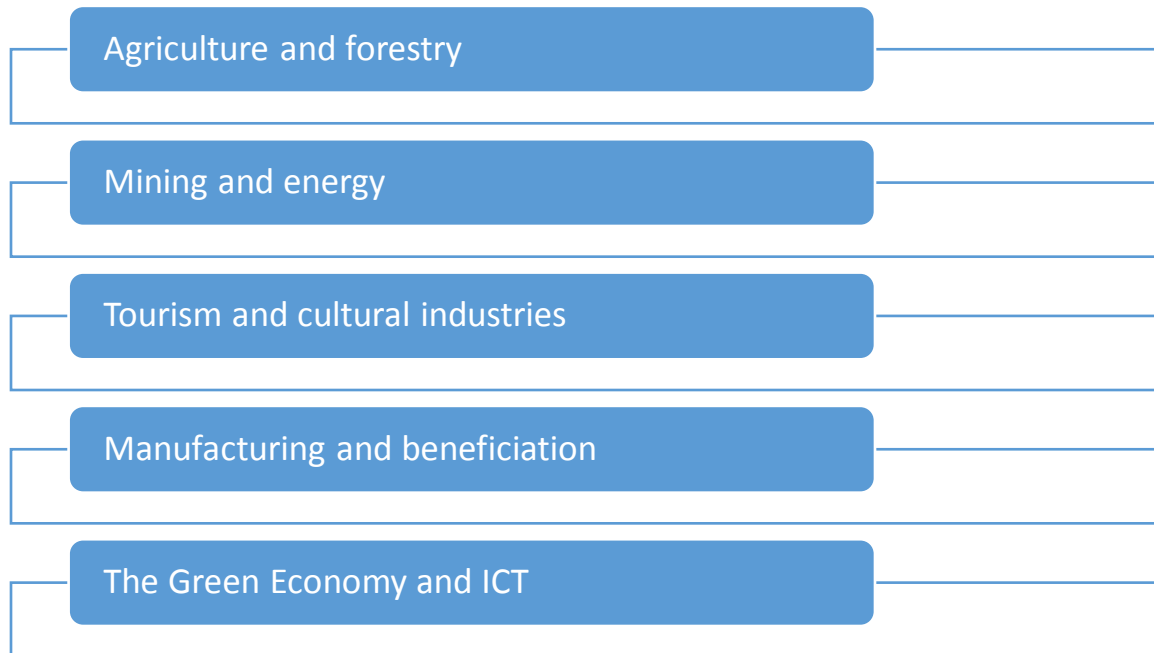 Agriculture and forestry
Mining and energy
Tourism and cultural industries
Manufacturing and beneficiation
The Green Economy and ICT